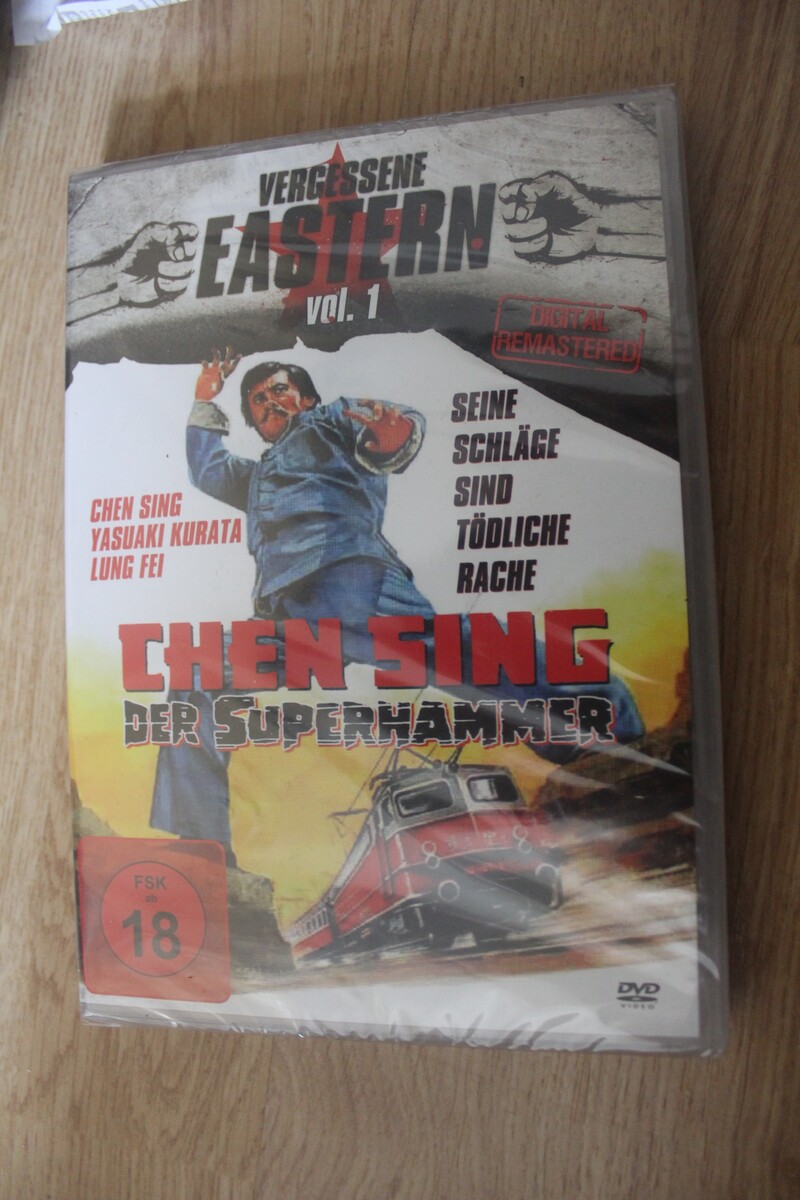 VERGESSENE
EASTERN
vol. 1
DIGITAL
REMASTERED
SEINE
SCHLÄGE
SIND
TÖDLICHE
RACHE
CHEN SING
YASUAKI KURATA
LUNG FEI
CHEN SING
DER SUPERHAMMER
FSK
ab
18
DVD
VIDEO